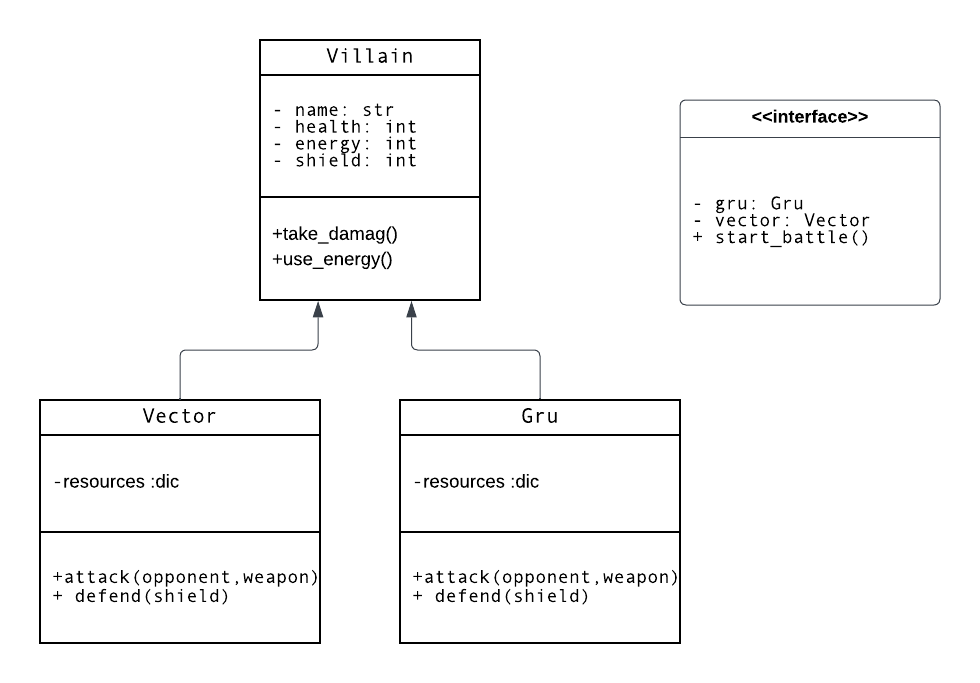 Villain
- name: str
- health: int
- energy: int
- shield: int
+take_damag()
+use_energy()
<<interface>>
- gru: Gru
- vector: Vector
+ start_battle()
Vector
-resources :dic
+attack(opponent,weapon)
+ defend(shield)
Gru
-resources :dic
+attack(opponent,weapon)
+ defend(shield)